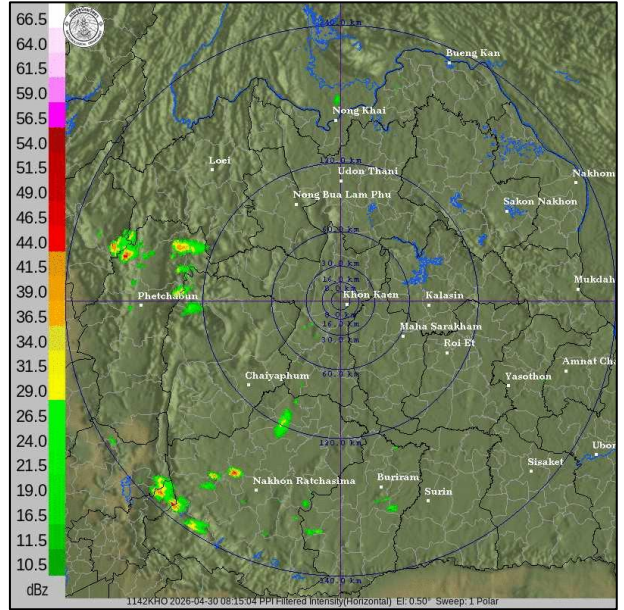 66.5
64.0
61.5
59.0
56.5
54.0
51.5
49.0
46.5
44.0
41.5
39.0
36.5
34.0
31.5
29.0
26.5
24.0
21.5
19.0
16.5
15.5
10.5
dBz
Bueng Kan
Nong Khai
Loei
Udon Thani
Nong Bua Lam Phu
Nakhom
Sakon Nakhon
Mukdah
Phetchabun
Khon Kaen
Kalasin
Maha Sarakham
Roi Et
Chaiyaphum
Yasothon
Amnat Cha
Ubon
Sisaket
Nakhon Ratchasima
Buriram
Surin
1142KHO 2026-04-30 08:15:04 PPI Filtered Intensity(Horizontal) El: 0.50° Sweep: 1 Polar